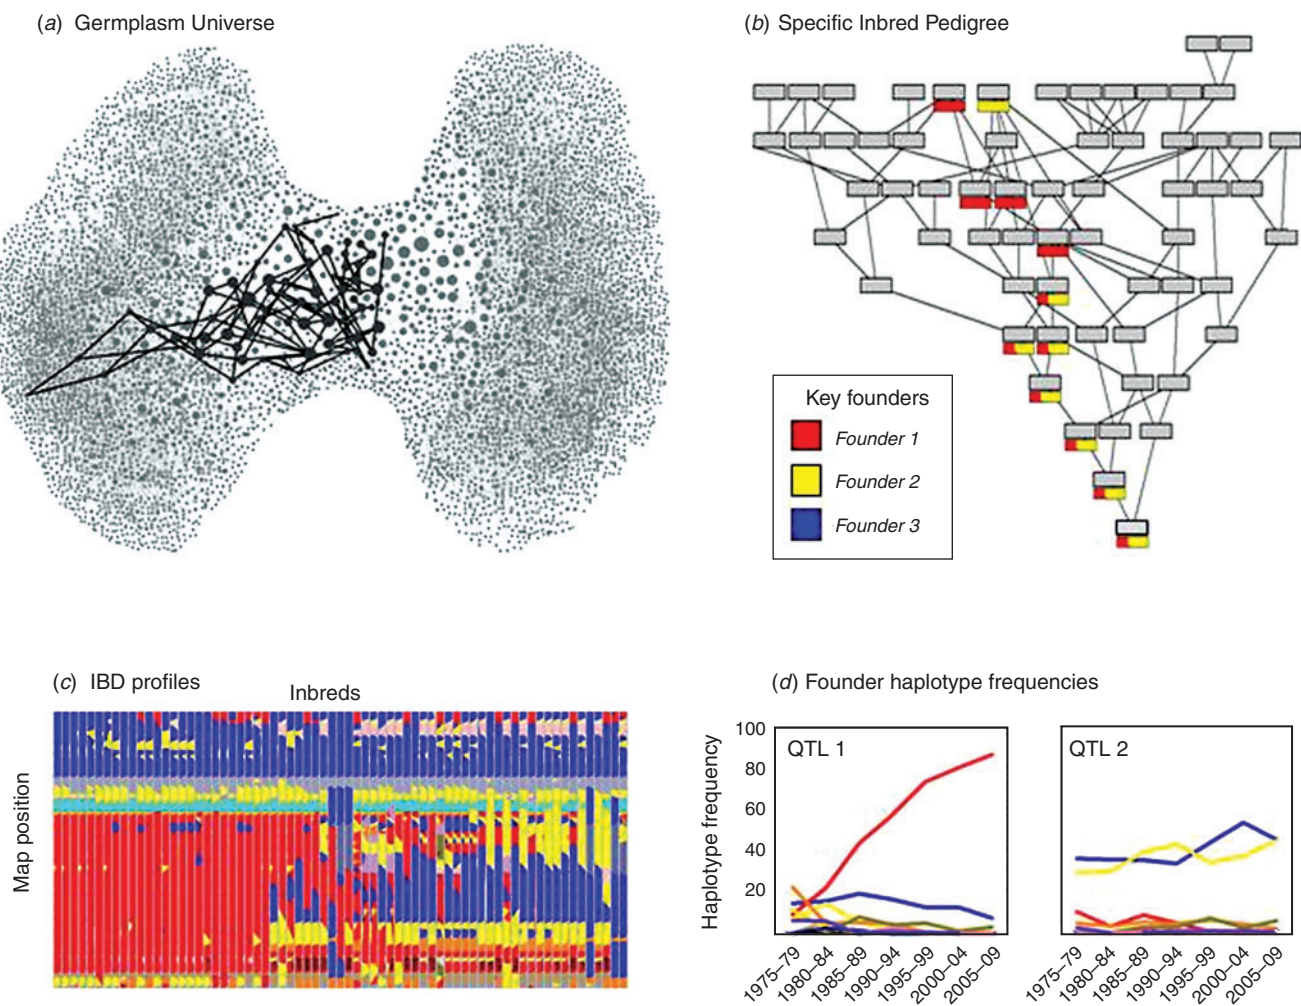 (a) Germplasm Universe
(b) Specific Inbred Pedigree
Key founders
Founder 1
Founder 2
Founder 3
(c) IBD profiles
Inbreds
Map position
(d) Founder haplotype frequencies
Haplotype frequency
100
80
60
40
20
QTL 1
QTL 2
1975–79
1980–84
1985–89
1990–94
1995–99
2000–04
2005–09
1975–79
1980–84
1985–89
1990–94
1995–99
2000–04
2005–09